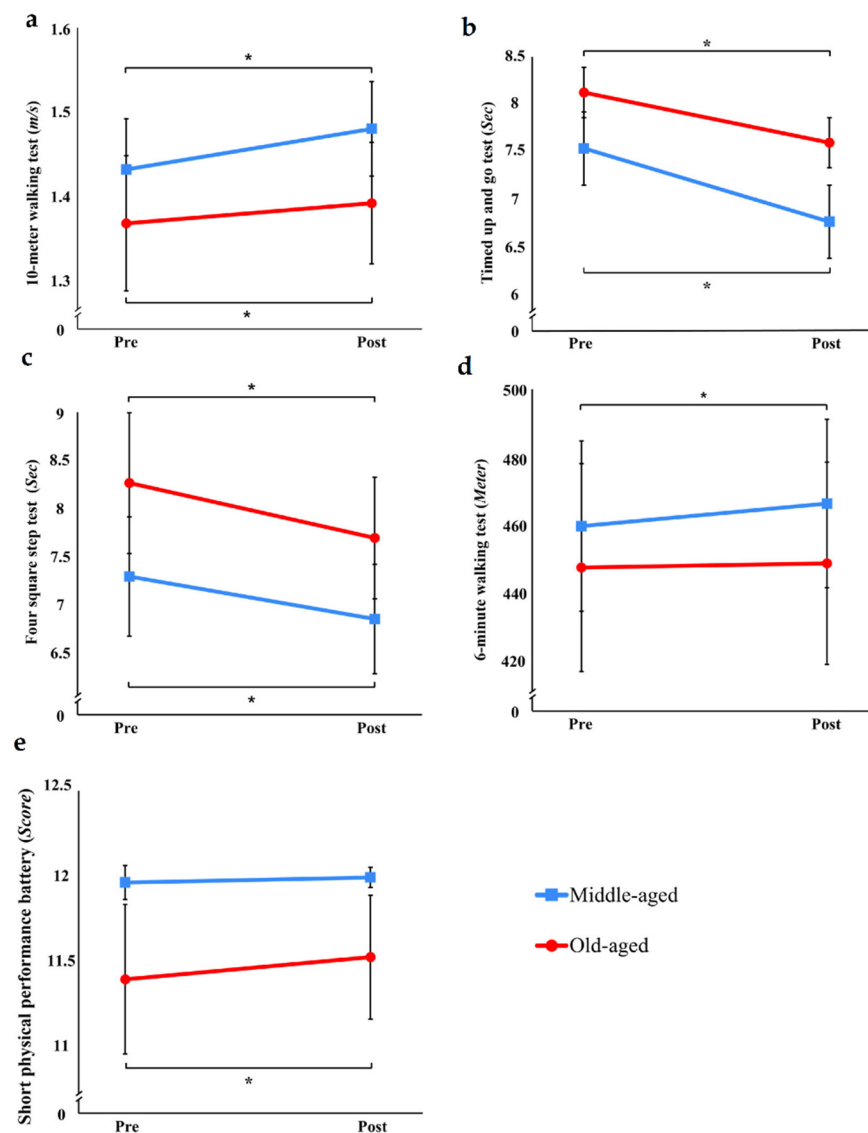 a
10-meter walking test (m/s)
1.6
1.5
1.4
1.3
0
*
*
Pre
Post
b
Timed up and go test (Sec)
8.5
8
7.5
7
6.5
6
0
*
*
Pre
Post
c
Four square step test (Sec)
9
8.5
8
7.5
7
6.5
0
*
*
Pre
Post
d
6-minute walking test (Meter)
500
480
460
440
420
0
*
Pre
Post
e
Short physical performance battery (Score)
12.5
12
11.5
11
0
*
Pre
Post
Middle-aged
Old-aged